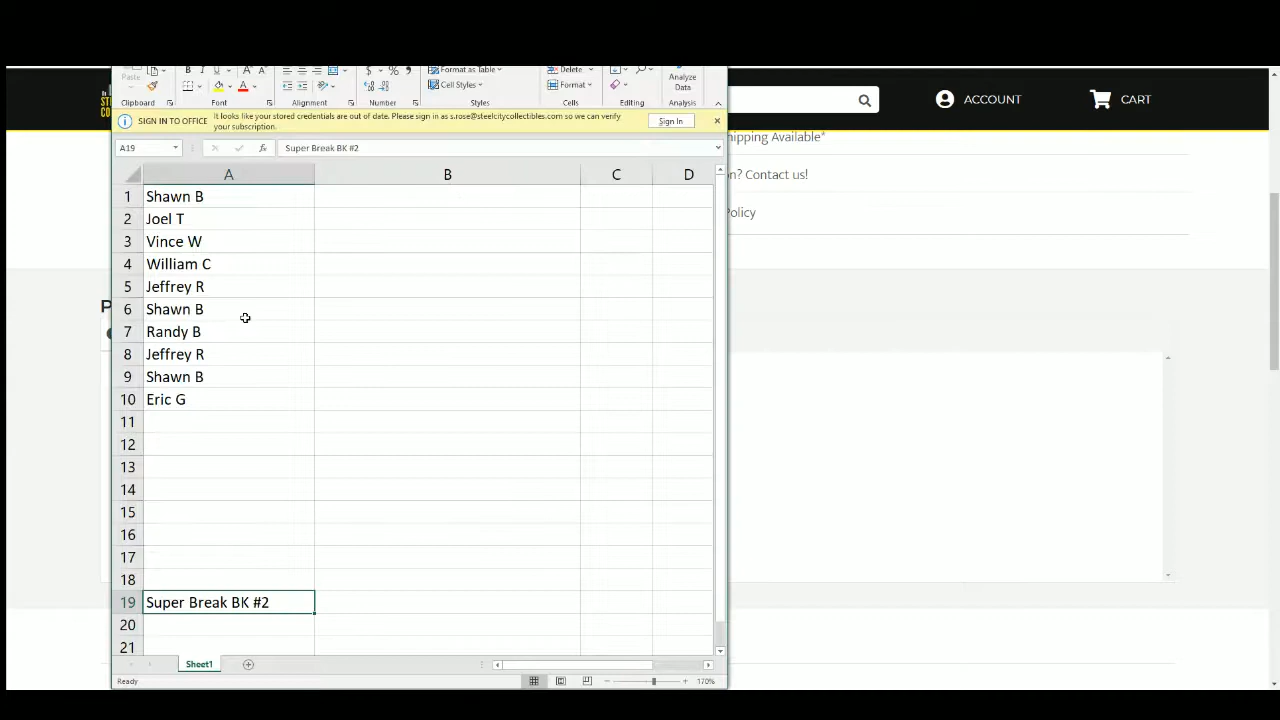 Paste
Format as Table
Cell Styles
Delete
Format
Analyze
Data
Clipboard
Font
Alignment
Number
Styles
Cells
Editing
Analysis
SIGN IN TO OFFICE
It looks like your stored credentials are out of date. Please sign in as s.rose@steelcitycollectibles.com so we can verify
your subscription.
Sign In
A19
fx
Super Break BK #2
A B C D
1 Shawn B
2 Joel T
3 Vince W
4 William C
5 Jeffrey R
6 Shawn B
7 Randy B
8 Jeffrey R
9 Shawn B
10 Eric G
11
12
13
14
15
16
17
18
19 Super Break BK #2
20
21
Sheet1
Ready
170%
ACCOUNT
CART
hipping Available*
n? Contact us!
Policy
P